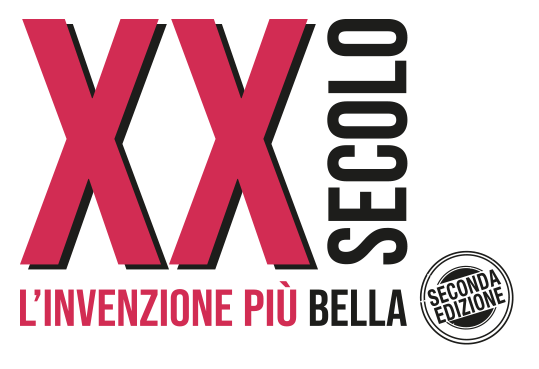 XX
SECOLO
L'INVENZIONE PIÙ BELLA
SECONDA
EDIZIONE